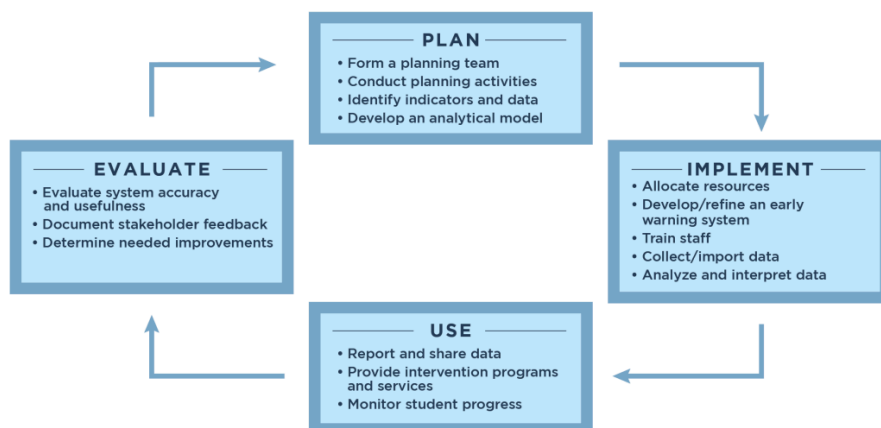 PLAN
• Form a planning team
• Conduct planning activities
• Identify indicators and data
• Develop an analytical model
IMPLEMENT
• Allocate resources
• Develop/refine an early
warning system
• Train staff
• Collect/import data
• Analyze and interpret data
USE
• Report and share data
• Provide intervention programs
and services
• Monitor student progress
EVALUATE
• Evaluate system accuracy
and usefulness
• Document stakeholder feedback
• Determine needed improvements